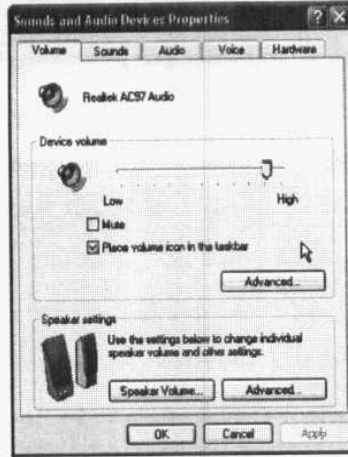 Sounds and Audio Devices Properties
Volume Sounds Audio Voice Hardware
Realtek AC97 Audio
Device volume
Low High
Mute
Place volume icon in the taskbar
Advanced...
Speaker settings
Use the settings below to change individual
speaker volume and other settings.
Speaker Volume... Advanced...
OK Cancel Apply